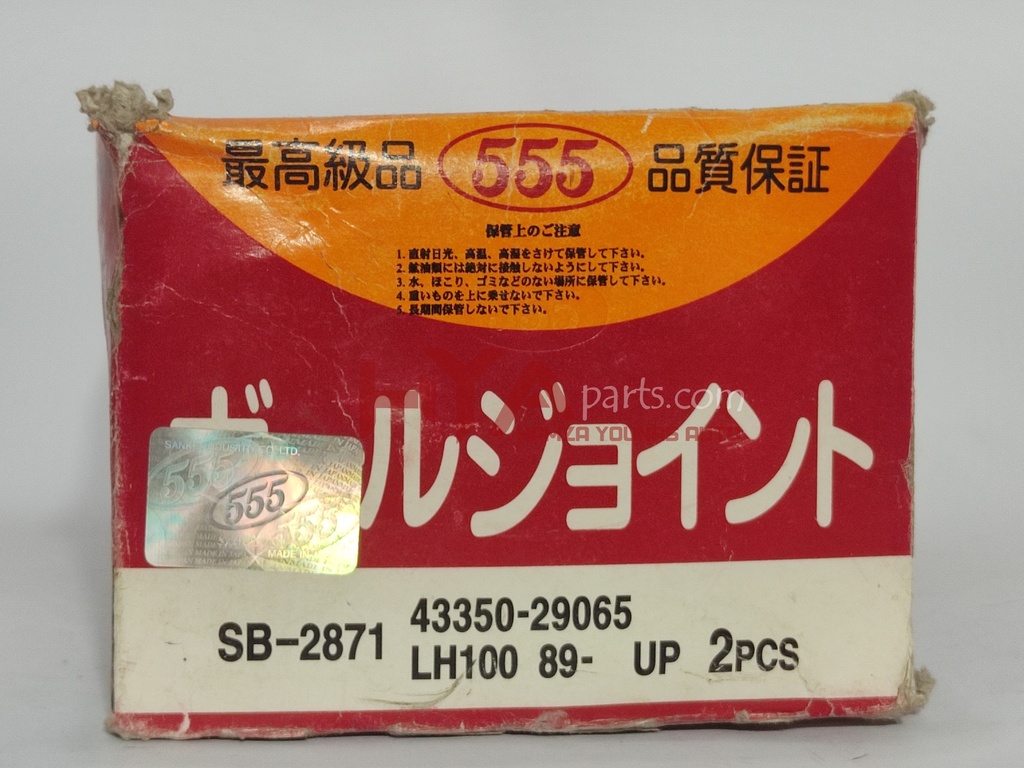 最高級品 555 品質保証
保管上のご注意
1. 直射日光、高温、高湿をさけて保管して下さい。
2. 鉱油類には絶対に接触しないようにして下さい。
3. 水、ほこり、ゴミなどのない場所に保管して下さい。
4. 重いものを上に乗せないで下さい。
5. 長期間保管しないで下さい。
parts.com
ボ ルジョイント
CO. LTD.
555
555
MADE IN
SB-2871
43350-29065
LH100 89- UP 2PCS